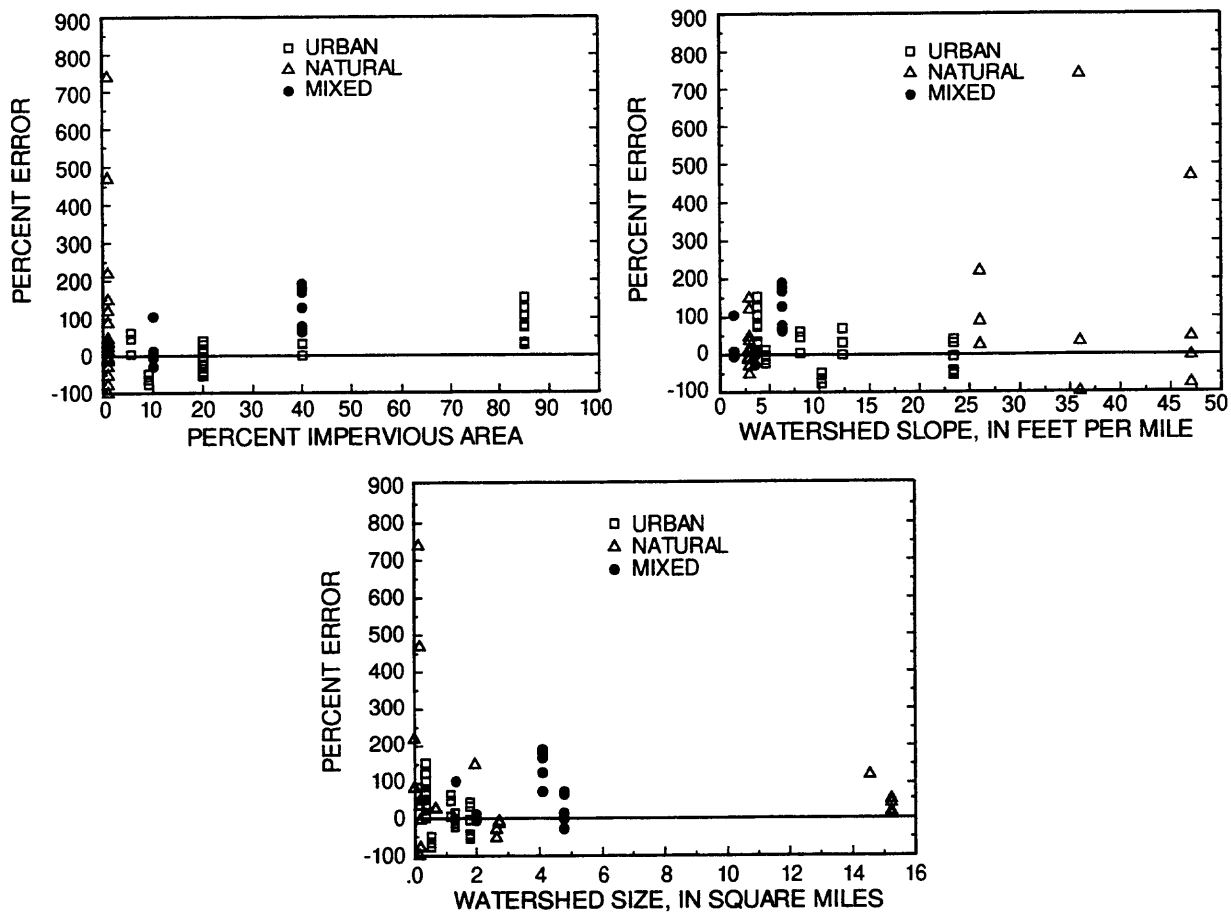 900
800
700
600
500
400
300
200
100
0
-100
PERCENT ERROR
URBAN
NATURAL
MIXED
0 10 20 30 40 50 60 70 80 90 100
PERCENT IMPERVIOUS AREA
900
800
700
600
500
400
300
200
100
0
-100
PERCENT ERROR
URBAN
NATURAL
MIXED
0 5 10 15 20 25 30 35 40 45 50
WATERSHED SLOPE, IN FEET PER MILE
900
800
700
600
500
400
300
200
100
0
-100
PERCENT ERROR
URBAN
NATURAL
MIXED
.0 2 4 6 8 10 12 14 16
WATERSHED SIZE, IN SQUARE MILES